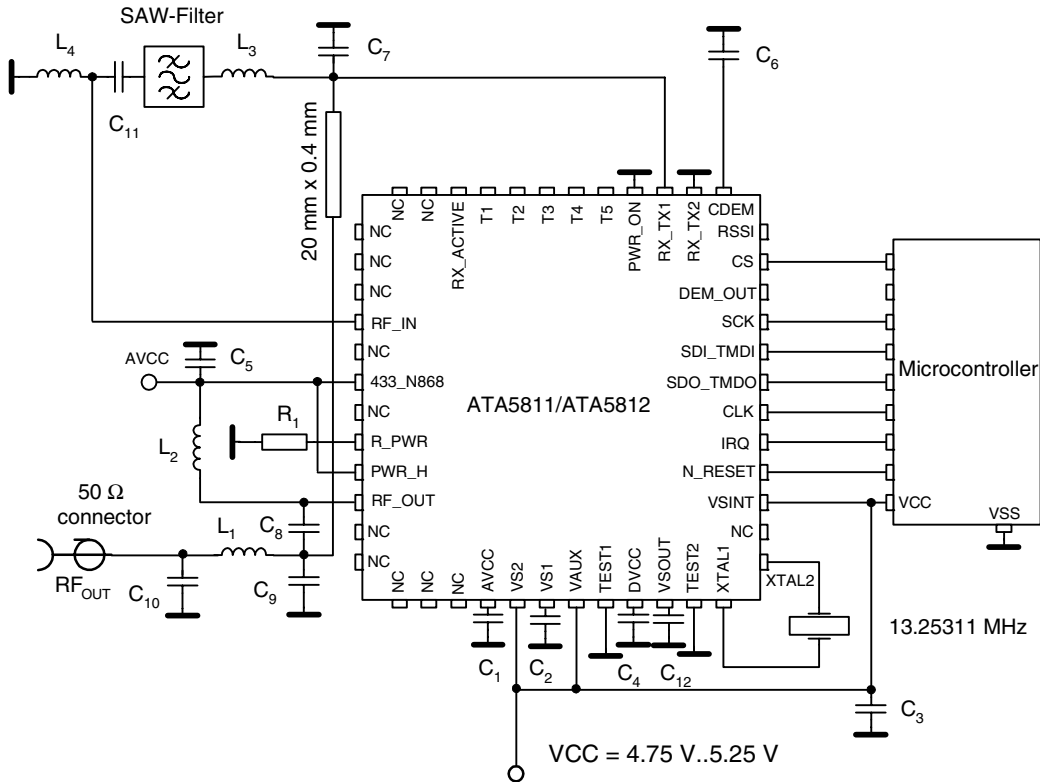 SAW-Filter
L4
L3
C7
C6
C11
20 mm x 0.4 mm
NC
NC
RX_ACTIVE
T1
T2
T3
T4
T5
PWR_ON
RX_TX1
RX_TX2
CDEM
NC
NC
NC
RF_IN
NC
433_N868
NC
R_PWR
PWR_H
RF_OUT
NC
NC
RSSI
CS
DEM_OUT
SCK
SDI_TMDI
SDO_TMDO
CLK
IRQ
N_RESET
VSINT
NC
XTAL2
AVCC
C5
R1
L2
ATA5811/ATA5812
Microcontroller
VCC
VSS
50 Ω
connector
L1
C8
RFOUT
C10
C9
NC
NC
NC
AVCC
VS2
VS1
VAUX
TEST1
DVCC
VSOUT
TEST2
XTAL1
13.25311 MHz
C1
C2
C4
C12
C3
VCC = 4.75 V..5.25 V